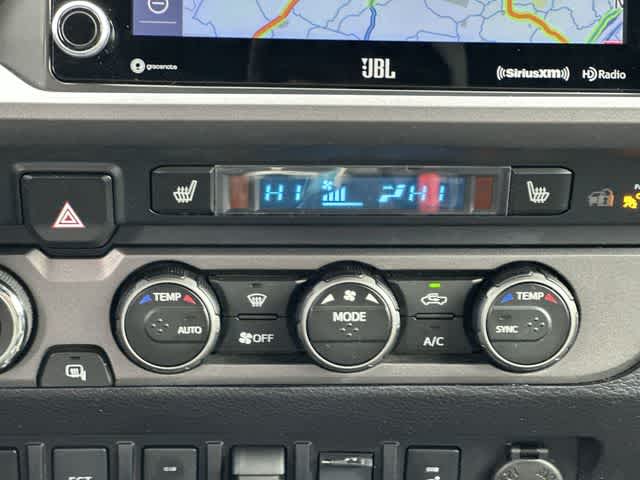 N
gracenote
JBL
SiriusXM
HD Radio
HI HI
TEMP
AUTO
OFF
MODE
A/C
TEMP
SYNC